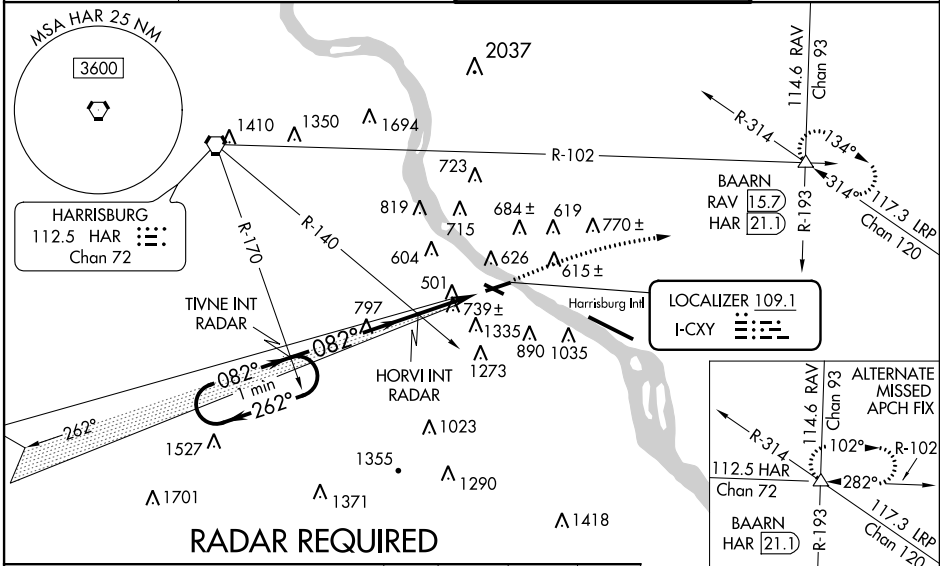 MSA HAR 25 NM
3600
2037
1410
1350
1694
R-102
114.6 RAV
Chan 93
R-314
134°
314°
BAARN
RAV 15.7
HAR 21.1
R-193
117.3 LRP
Chan 120
HARRISBURG
112.5 HAR
Chan 72
R-170
R-140
723
819
715
684 ±
619
770 ±
604
626
615 ±
501
739 ±
797
1335
890
1035
1273
Harrisburg Intl
LOCALIZER 109.1
I-CXY
TIVNE INT
RADAR
HORVI INT
RADAR
082°
082°
1 min
262°
262°
1527
1023
1355
1290
1701
1371
1418
RADAR REQUIRED
ALTERNATE
MISSED
APCH FIX
114.6 RAV
Chan 93
R-314
102°
R-102
282°
112.5 HAR
Chan 72
BAARN
HAR 21.1
R-193
117.3 LRP
Chan 120